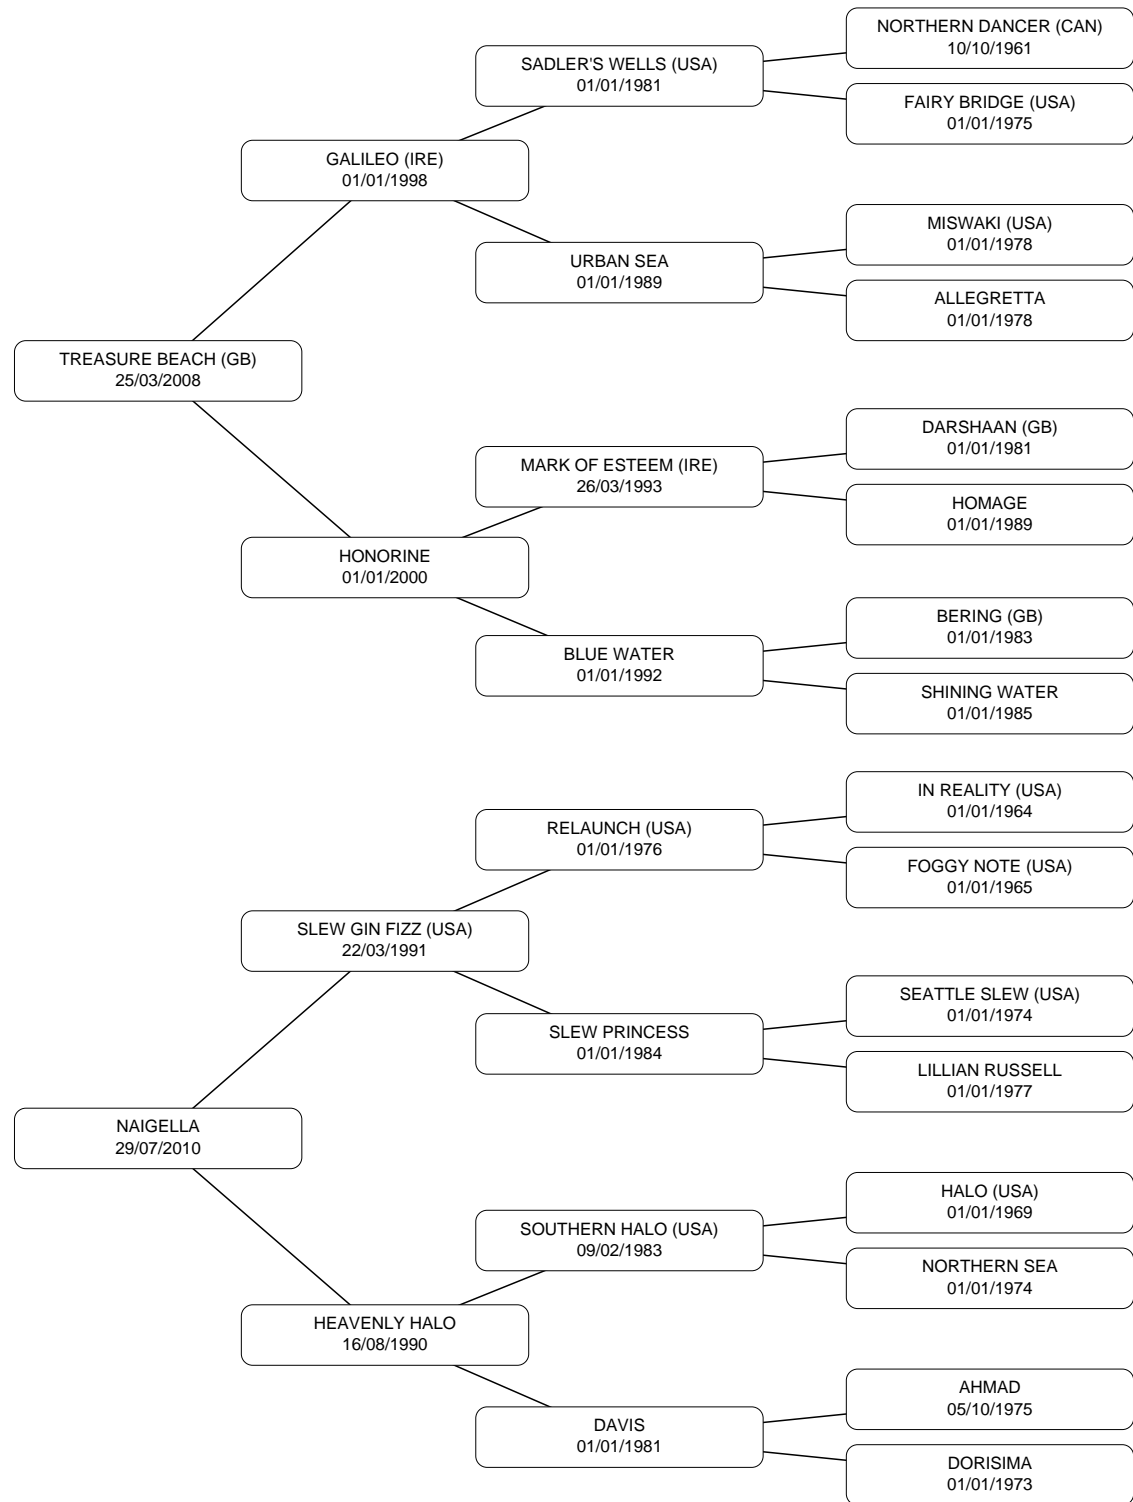 NORTHERN DANCER (CAN)
10/10/1961
SADLER'S WELLS (USA)
01/01/1981
FAIRY BRIDGE (USA)
01/01/1975
GALILEO (IRE)
01/01/1998
MISWAKI (USA)
01/01/1978
URBAN SEA
01/01/1989
ALLEGRETTA
01/01/1978
TREASURE BEACH (GB)
25/03/2008
DARSHAAN (GB)
01/01/1981
MARK OF ESTEEM (IRE)
26/03/1993
HOMAGE
01/01/1989
HONORINE
01/01/2000
BERING (GB)
01/01/1983
BLUE WATER
01/01/1992
SHINING WATER
01/01/1985
IN REALITY (USA)
01/01/1964
RELAUNCH (USA)
01/01/1976
FOGGY NOTE (USA)
01/01/1965
SLEW GIN FIZZ (USA)
22/03/1991
SEATTLE SLEW (USA)
01/01/1974
SLEW PRINCESS
01/01/1984
LILLIAN RUSSELL
01/01/1977
NAIGELLA
29/07/2010
HALO (USA)
01/01/1969
SOUTHERN HALO (USA)
09/02/1983
NORTHERN SEA
01/01/1974
HEAVENLY HALO
16/08/1990
AHMAD
05/10/1975
DAVIS
01/01/1981
DORISIMA
01/01/1973